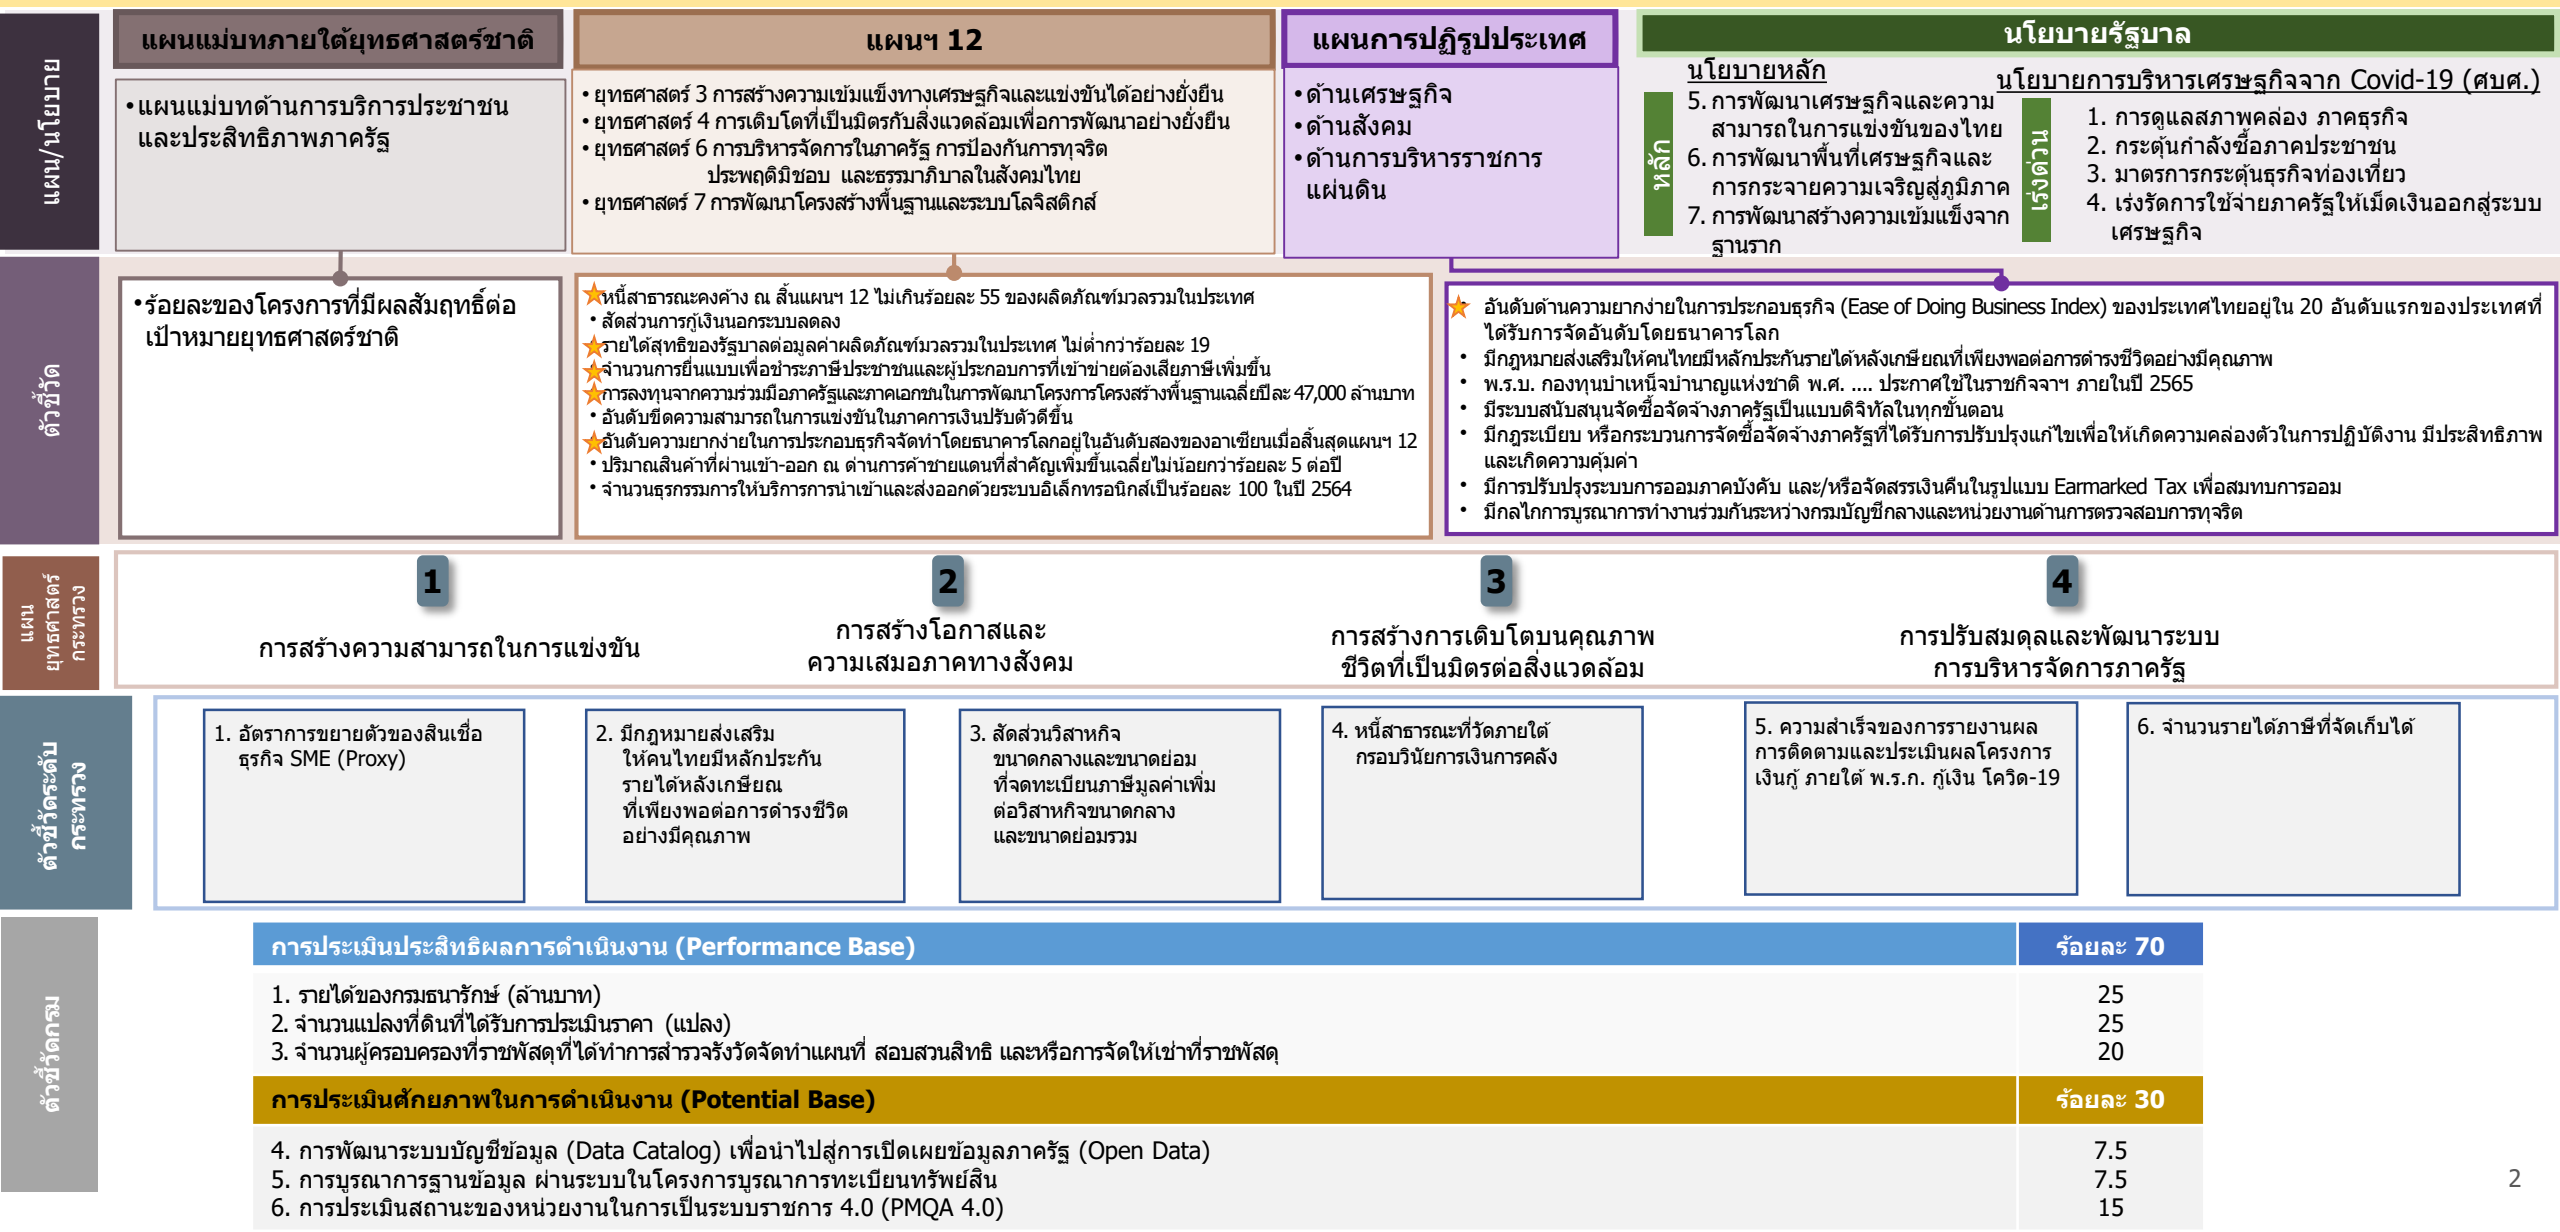 แผน/นโยบาย
แผนแม่บทภายใต้ยุทธศาสตร์ชาติ
•แผนแม่บทด้านการบริการประชาชน
และประสิทธิภาพภาครัฐ
แผนฯ 12
• ยุทธศาสตร์ 3 การสร้างความเข้มแข็งทางเศรษฐกิจและแข่งขันได้อย่างยั่งยืน
• ยุทธศาสตร์ 4 การเติบโตที่เป็นมิตรกับสิ่งแวดล้อมเพื่อการพัฒนาอย่างยั่งยืน
• ยุทธศาสตร์ 6 การบริหารจัดการในภาครัฐ การป้องกันการทุจริต
ประพฤติมิชอบ และธรรมาภิบาลในสังคมไทย
• ยุทธศาสตร์ 7 การพัฒนาโครงสร้างพื้นฐานและระบบโลจิสติกส์
แผนการปฏิรูปประเทศ
•ด้านเศรษฐกิจ
•ด้านสังคม
•ด้านการบริหารราชการ
แผ่นดิน
นโยบายรัฐบาล
นโยบายหลัก
หลัก
5. การพัฒนาเศรษฐกิจและความ
สามารถในการแข่งขันของไทย
6. การพัฒนาพื้นที่เศรษฐกิจและ
การกระจายความเจริญสู่ภูมิภาค
7. การพัฒนาสร้างความเข้มแข็งจาก
ฐานราก
นโยบายการบริหารเศรษฐกิจจาก Covid-19 (ศบศ.)
เร่งด่วน
1. การดูแลสภาพคล่อง ภาคธุรกิจ
2. กระตุ้นกำลังซื้อภาคประชาชน
3. มาตรการกระตุ้นธุรกิจท่องเที่ยว
4. เร่งรัดการใช้จ่ายภาครัฐให้เม็ดเงินออกสู่ระบบ
เศรษฐกิจ
ตัวชี้วัด
•ร้อยละของโครงการที่มีผลสัมฤทธิ์ต่อ
เป้าหมายยุทธศาสตร์ชาติ
หนี้สาธารณะคงค้าง ณ สิ้นแผนฯ 12 ไม่เกินร้อยละ 55 ของผลิตภัณฑ์มวลรวมในประเทศ
• สัดส่วนการกู้เงินนอกระบบลดลง
รายได้สุทธิของรัฐบาลต่อมูลค่าผลิตภัณฑ์มวลรวมในประเทศ ไม่ต่ำกว่าร้อยละ 19
จำนวนการยื่นแบบเพื่อชำระภาษีประชาชนและผู้ประกอบการที่เข้าข่ายต้องเสียภาษีเพิ่มขึ้น
การลงทุนจากความร่วมมือภาครัฐและภาคเอกชนในการพัฒนาโครงการโครงสร้างพื้นฐานเฉลี่ยปีละ 47,000 ล้านบาท
• อันดับขีดความสามารถในการแข่งขันในภาคการเงินปรับตัวดีขึ้น
อันดับความยากง่ายในการประกอบธุรกิจจัดทำโดยธนาคารโลกอยู่ในอันดับสองของอาเซียนเมื่อสิ้นสุดแผนฯ 12
• ปริมาณสินค้าที่ผ่านเข้า-ออก ณ ด่านการค้าชายแดนที่สำคัญเพิ่มขึ้นเฉลี่ยไม่น้อยกว่าร้อยละ 5 ต่อปี
• จำนวนธุรกรรมการให้บริการการนำเข้าและส่งออกด้วยระบบอิเล็กทรอนิกส์เป็นร้อยละ 100 ในปี 2564
อันดับด้านความยากง่ายในการประกอบธุรกิจ (Ease of Doing Business Index) ของประเทศไทยอยู่ใน 20 อันดับแรกของประเทศที่
ได้รับการจัดอันดับโดยธนาคารโลก
• มีกฎหมายส่งเสริมให้คนไทยมีหลักประกันรายได้หลังเกษียณที่เพียงพอต่อการดำรงชีวิตอย่างมีคุณภาพ
• พ.ร.บ. กองทุนบำเหน็จบำนาญแห่งชาติ พ.ศ. .... ประกาศใช้ในราชกิจจาฯ ภายในปี 2565
• มีระบบสนับสนุนจัดซื้อจัดจ้างภาครัฐเป็นแบบดิจิทัลในทุกขั้นตอน
• มีกฎระเบียบ หรือกระบวนการจัดซื้อจัดจ้างภาครัฐที่ได้รับการปรับปรุงแก้ไขเพื่อให้เกิดความคล่องตัวในการปฏิบัติงาน มีประสิทธิภาพ
และเกิดความคุ้มค่า
• มีการปรับปรุงระบบการออมภาคบังคับ และ/หรือจัดสรรเงินคืนในรูปแบบ Earmarked Tax เพื่อสมทบการออม
• มีกลไกการบูรณาการทำงานร่วมกันระหว่างกรมบัญชีกลางและหน่วยงานด้านการตรวจสอบการทุจริต
แผน
ยุทธศาสตร์
กระทรวง
1
การสร้างความสามารถในการแข่งขัน
2
การสร้างโอกาสและ
ความเสมอภาคทางสังคม
3
การสร้างการเติบโตบนคุณภาพ
ชีวิตที่เป็นมิตรต่อสิ่งแวดล้อม
4
การปรับสมดุลและพัฒนาระบบ
การบริหารจัดการภาครัฐ
ตัวชี้วัดระดับ
กระทรวง
1. อัตราการขยายตัวของสินเชื่อ
ธุรกิจ SME (Proxy)
2. มีกฎหมายส่งเสริม
ให้คนไทยมีหลักประกัน
รายได้หลังเกษียณ
ที่เพียงพอต่อการดำรงชีวิต
อย่างมีคุณภาพ
3. สัดส่วนวิสาหกิจ
ขนาดกลางและขนาดย่อม
ที่จดทะเบียนภาษีมูลค่าเพิ่ม
ต่อวิสาหกิจขนาดกลาง
และขนาดย่อมรวม
4. หนี้สาธารณะที่วัดภายใต้
กรอบวินัยการเงินการคลัง
5. ความสำเร็จของการรายงานผล
การติดตามและประเมินผลโครงการ
เงินกู้ ภายใต้ พ.ร.ก. กู้เงิน โควิด-19
6. จำนวนรายได้ภาษีที่จัดเก็บได้
ตัวชี้วัดกรม
การประเมินประสิทธิผลการดำเนินงาน (Performance Base) ร้อยละ 70
1. รายได้ของกรมธนารักษ์ (ล้านบาท) 25
2. จำนวนแปลงที่ดินที่ได้รับการประเมินราคา (แปลง) 25
3. จำนวนผู้ครอบครองที่ราชพัสดุที่ได้ทำการสำรวจรังวัดจัดทำแผนที่ สอบสวนสิทธิ และหรือการจัดให้เช่าที่ราชพัสดุ 20
การประเมินศักยภาพในการดำเนินงาน (Potential Base) ร้อยละ 30
4. การพัฒนาระบบบัญชีข้อมูล (Data Catalog) เพื่อนำไปสู่การเปิดเผยข้อมูลภาครัฐ (Open Data) 7.5
5. การบูรณาการฐานข้อมูล ผ่านระบบในโครงการบูรณาการทะเบียนทรัพย์สิน 7.5
6. การประเมินสถานะของหน่วยงานในการเป็นระบบราชการ 4.0 (PMQA 4.0) 15
2